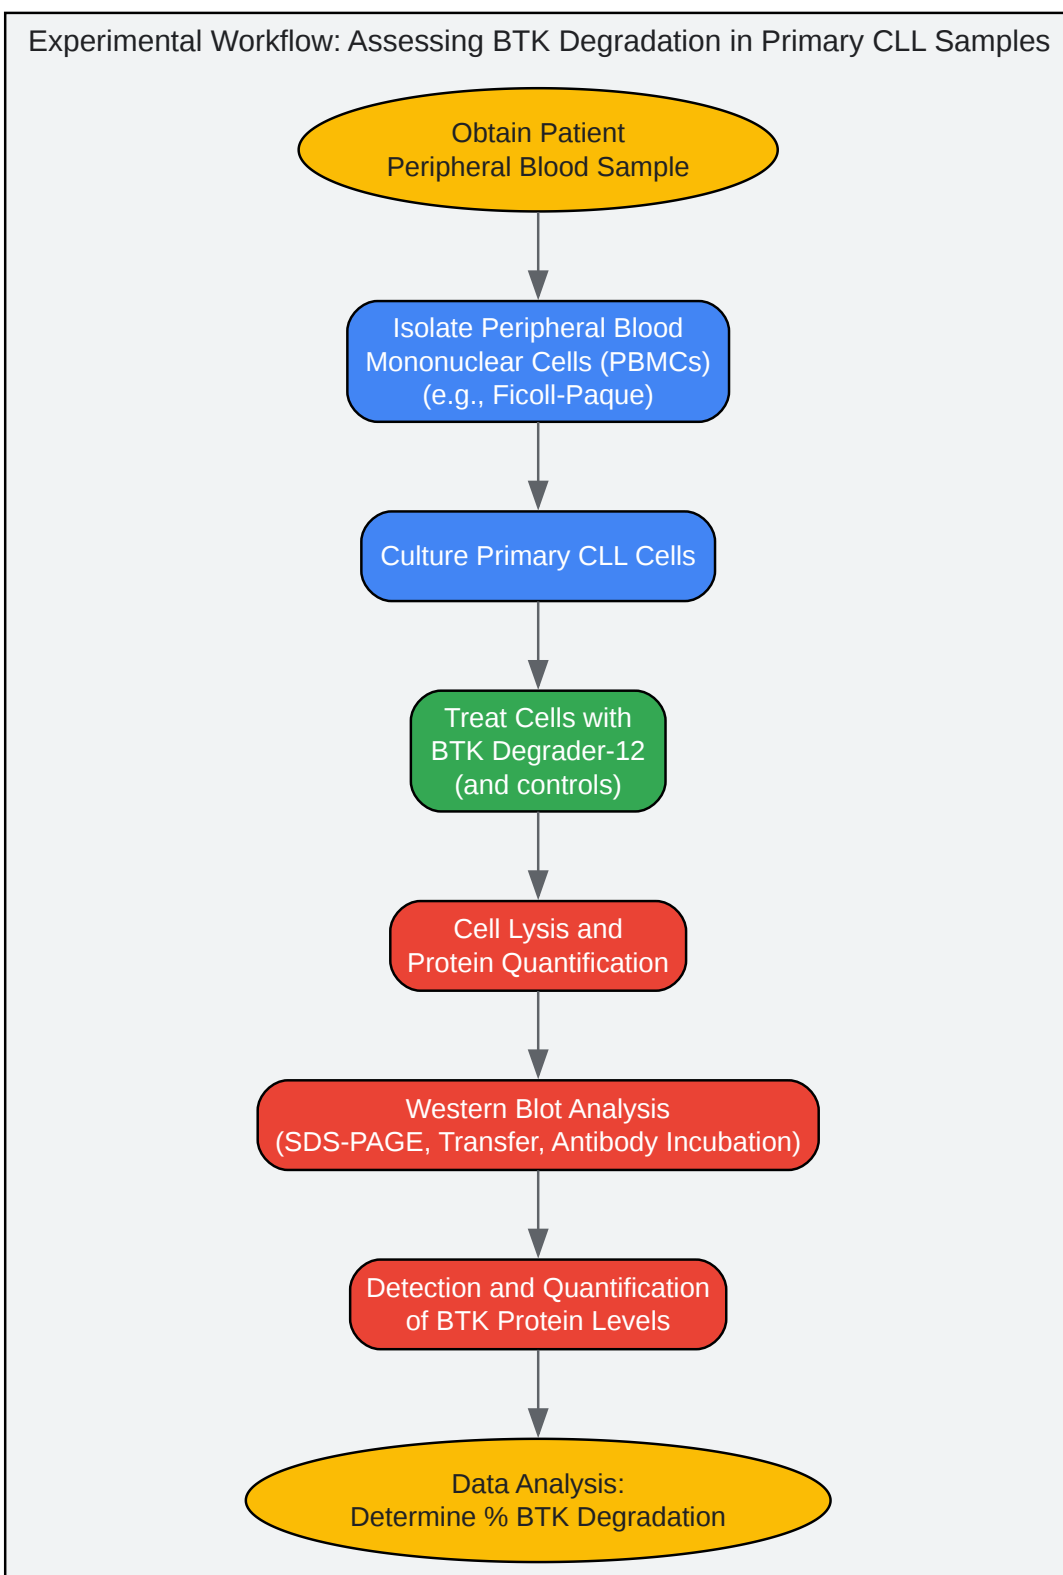 Experimental Workflow: Assessing BTK Degradation in Primary CLL Samples
Obtain Patient
Peripheral Blood Sample
Isolate Peripheral Blood
Mononuclear Cells (PBMCs)
(e.g., Ficoll-Paque)
Culture Primary CLL Cells
Treat Cells with
BTK Degrader-12
(and controls)
Cell Lysis and
Protein Quantification
Western Blot Analysis
(SDS-PAGE, Transfer, Antibody Incubation)
Detection and Quantification
of BTK Protein Levels
Data Analysis:
Determine % BTK Degradation